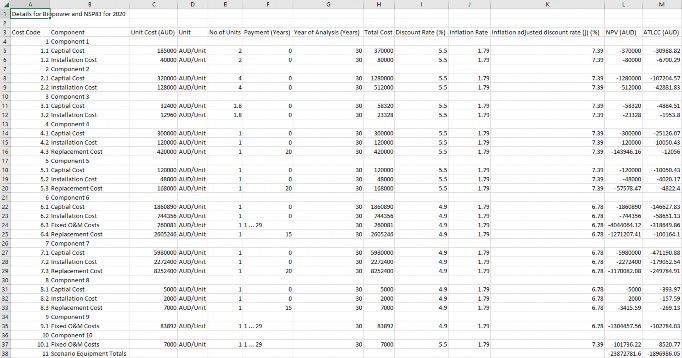 A B C D E F G H I J K L M
1 Details for Biopower and NSP83 for 2020
2
3 Cost Code Component Unit Cost (AUD) Unit No of Units Payment (Years) Year of Analysis (Years) Total Cost Discount Rate (%) Inflation Rate Inflation adjusted discount rate (J) (%) NPV (AUD) ATLCC (AUD)
4 1 Component 1
5 1.1 Captial Cost 185000 AUD/Unit 2 0 30 370000 5.5 1.79 7.39 -370000 -30988.82
6 1.2 Installation Cost 40000 AUD/Unit 2 0 30 80000 5.5 1.79 7.39 -80000 -6700.29
7 2 Component 2
8 2.1 Captial Cost 320000 AUD/Unit 4 0 30 1280000 5.5 1.79 7.39 -1280000 -107204.57
9 2.2 Installation Cost 128000 AUD/Unit 4 0 30 512000 5.5 1.79 7.39 -512000 -42881.83
10 3 Component 3
11 3.1 Captial Cost 32400 AUD/Unit 1.8 0 30 58320 5.5 1.79 7.39 -58320 -4884.51
12 3.2 Installation Cost 12960 AUD/Unit 1.8 0 30 23328 5.5 1.79 7.39 -23328 -1953.8
13 4 Component 4
14 4.1 Captial Cost 300000 AUD/Unit 1 0 30 300000 5.5 1.79 7.39 -300000 -25126.07
15 4.2 Installation Cost 120000 AUD/Unit 1 0 30 120000 5.5 1.79 7.39 -120000 -10050.43
16 4.3 Replacement Cost 420000 AUD/Unit 1 20 30 420000 5.5 1.79 7.39 -143946.16 -12056
17 5 Component 5
18 5.1 Captial Cost 120000 AUD/Unit 1 0 30 120000 5.5 1.79 7.39 -120000 -10050.43
19 5.2 Installation Cost 48000 AUD/Unit 1 0 30 48000 5.5 1.79 7.39 -48000 -4020.17
20 5.3 Replacement Cost 168000 AUD/Unit 1 20 30 168000 5.5 1.79 7.39 -57578.47 -4822.4
21 6 Component 6
22 6.1 Captial Cost 1860890 AUD/Unit 1 0 30 1860890 4.9 1.79 6.78 -1860890 -146627.83
23 6.2 Installation Cost 744356 AUD/Unit 1 0 30 744356 4.9 1.79 6.78 -744356 -58651.13
24 6.3 Fixed O&M Costs 260081 AUD/Unit 1 1 ... 29 30 260081 4.9 1.79 6.78 -4044064.12 -318649.86
25 6.4 Replacement Cost 2605246 AUD/Unit 1 15 30 2605246 4.9 1.79 6.78 -1271207.41 -100164.1
26 7 Component 7
27 7.1 Captial Cost 5980000 AUD/Unit 1 0 30 5980000 4.9 1.79 6.78 -5980000 -471190.88
28 7.2 Installation Cost 2272400 AUD/Unit 1 0 30 2272400 4.9 1.79 6.78 -2272400 -179052.54
29 7.3 Replacement Cost 8252400 AUD/Unit 1 20 30 8252400 4.9 1.79 6.78 -3170082.08 -249784.91
30 8 Component 8
31 8.1 Captial Cost 5000 AUD/Unit 1 0 30 5000 4.9 1.79 6.78 -5000 -393.97
32 8.2 Installation Cost 2000 AUD/Unit 1 0 30 2000 4.9 1.79 6.78 -2000 -157.59
33 8.3 Replacement Cost 7000 AUD/Unit 1 15 30 7000 4.9 1.79 6.78 -3415.59 -269.13
34 9 Component 9
35 9.1 Fixed O&M Costs 83892 AUD/Unit 1 1 ... 29 30 83892 4.9 1.79 6.78 -1304457.56 -102784.03
36 10 Component 10
37 10.1 Fixed O&M Costs 7000 AUD/Unit 1 1 ... 29 30 7000 5.5 1.79 7.39 -101736.22 -8520.77
38 11 Scenario Equipment Totals -23872781.6 -1896986.05